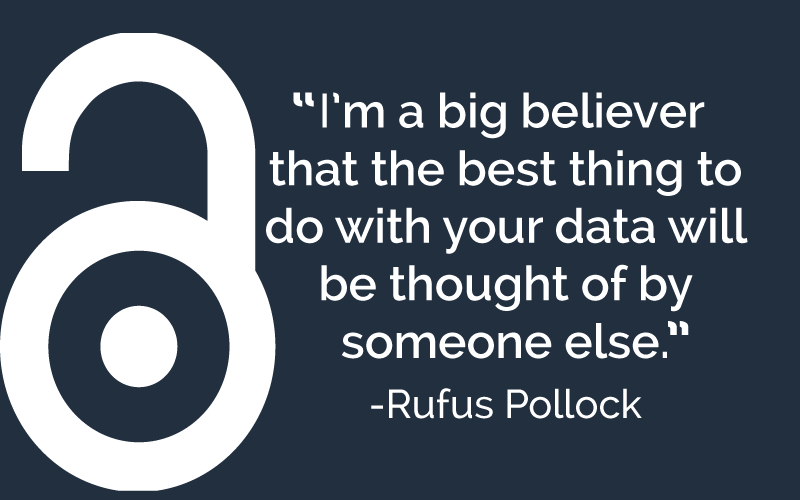 “I’m a big believer
that the best thing to
do with your data will
be thought of by
someone else.”
-Rufus Pollock